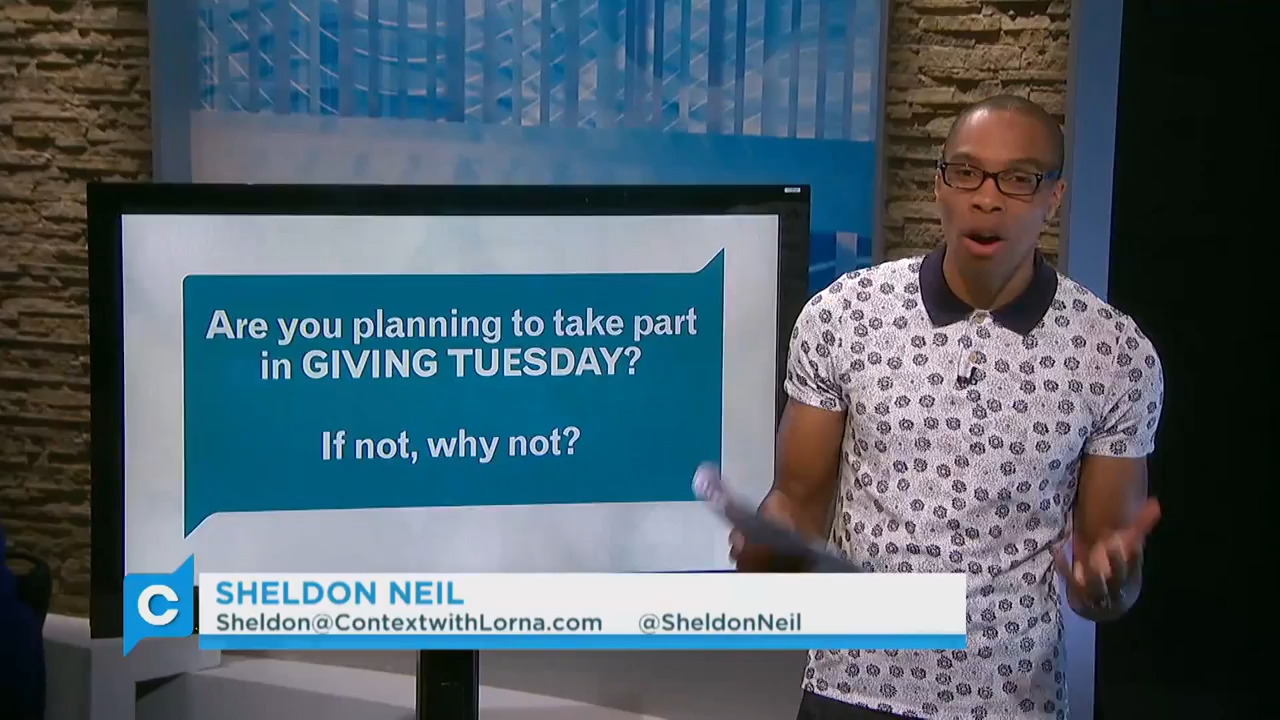 Are you planning to take part
in GIVING TUESDAY?
If not, why not?
C
SHELDON NEIL
Sheldon@ContextwithLorna.com @SheldonNeil